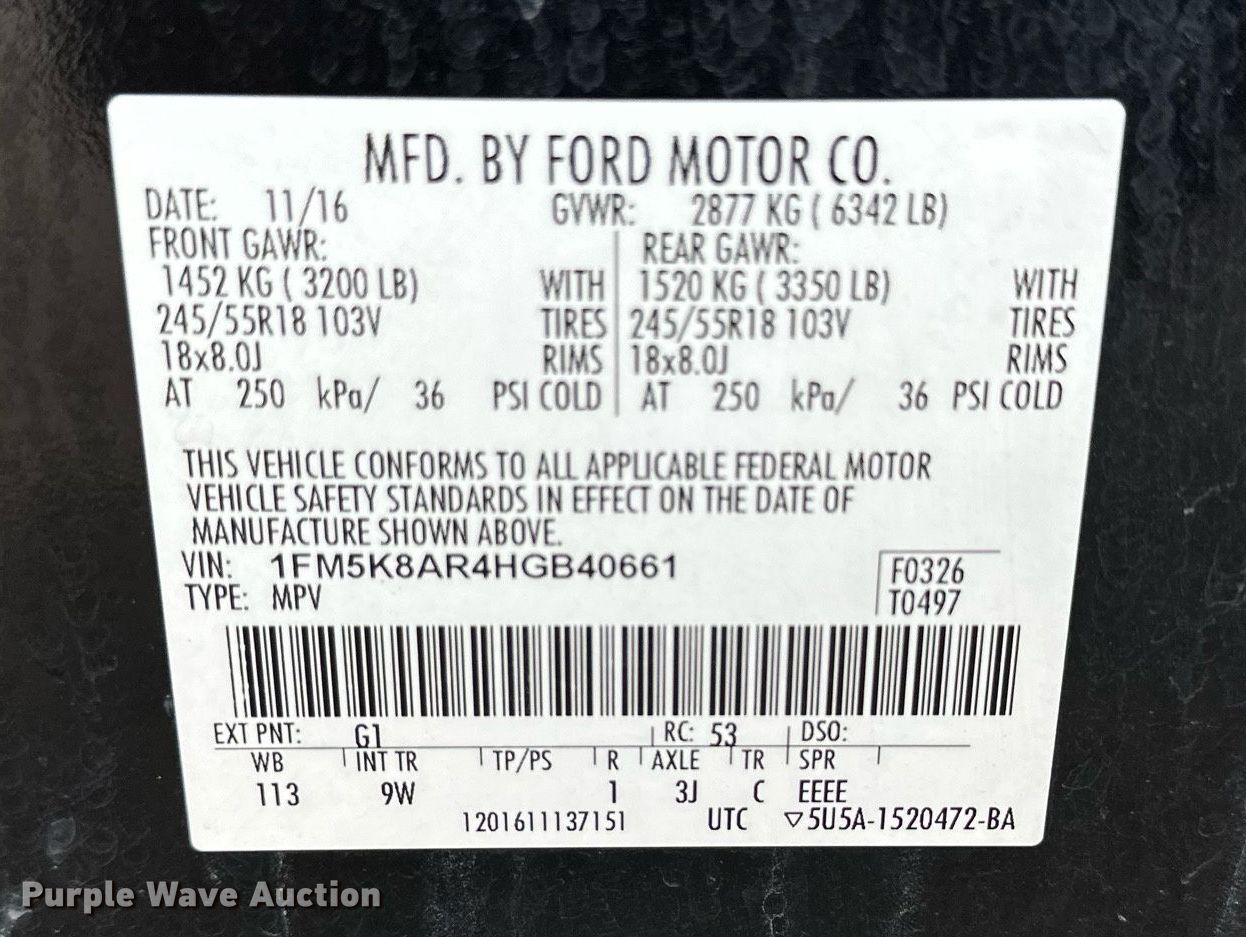 MFD. BY FORD MOTOR CO.
DATE: 11/16 GVWR: 2877 KG ( 6342 LB)
FRONT GAWR: REAR GAWR:
1452 KG ( 3200 LB) WITH 1520 KG ( 3350 LB) WITH
245/55R18 103V TIRES 245/55R18 103V TIRES
18x8.0J RIMS 18x8.0J RIMS
AT 250 kPa/ 36 PSI COLD AT 250 kPa/ 36 PSI COLD
THIS VEHICLE CONFORMS TO ALL APPLICABLE FEDERAL MOTOR
VEHICLE SAFETY STANDARDS IN EFFECT ON THE DATE OF
MANUFACTURE SHOWN ABOVE.
VIN: 1FM5K8AR4HGB40661 F0326
TYPE: MPV T0497
EXT PNT: G1 RC: 53 DSO:
WB INT TR TP/PS R AXLE TR SPR
113 9W 1 3J C EEEE
1201611137151 UTC ▽5U5A-1520472-BA
Purple Wave Auction